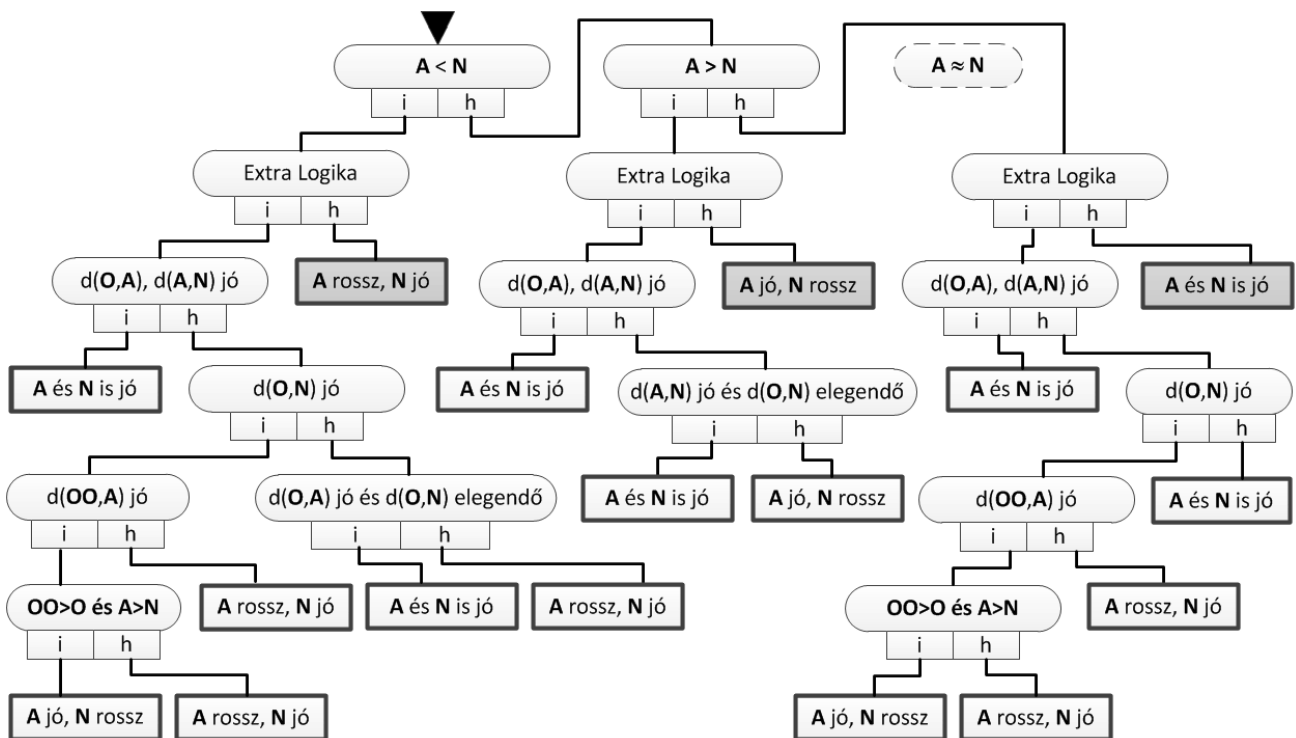 A < N
A > N
A ≈ N
i h
i h
Extra Logika
Extra Logika
Extra Logika
i h
i h
i h
d(O,A), d(A,N) jó
A rossz, N jó
d(O,A), d(A,N) jó
A jó, N rossz
d(O,A), d(A,N) jó
A és N is jó
i h
i h
i h
A és N is jó
d(O,N) jó
A és N is jó
d(A,N) jó és d(O,N) elegendő
A és N is jó
d(O,N) jó
i h
i h
i h
d(OO,A) jó
d(O,A) jó és d(O,N) elegendő
A és N is jó
A jó, N rossz
d(OO,A) jó
A és N is jó
i h
i h
i h
OO>O és A>N
A rossz, N jó
A és N is jó
A rossz, N jó
OO>O és A>N
A rossz, N jó
i h
i h
A jó, N rossz
A rossz, N jó
A jó, N rossz
A rossz, N jó